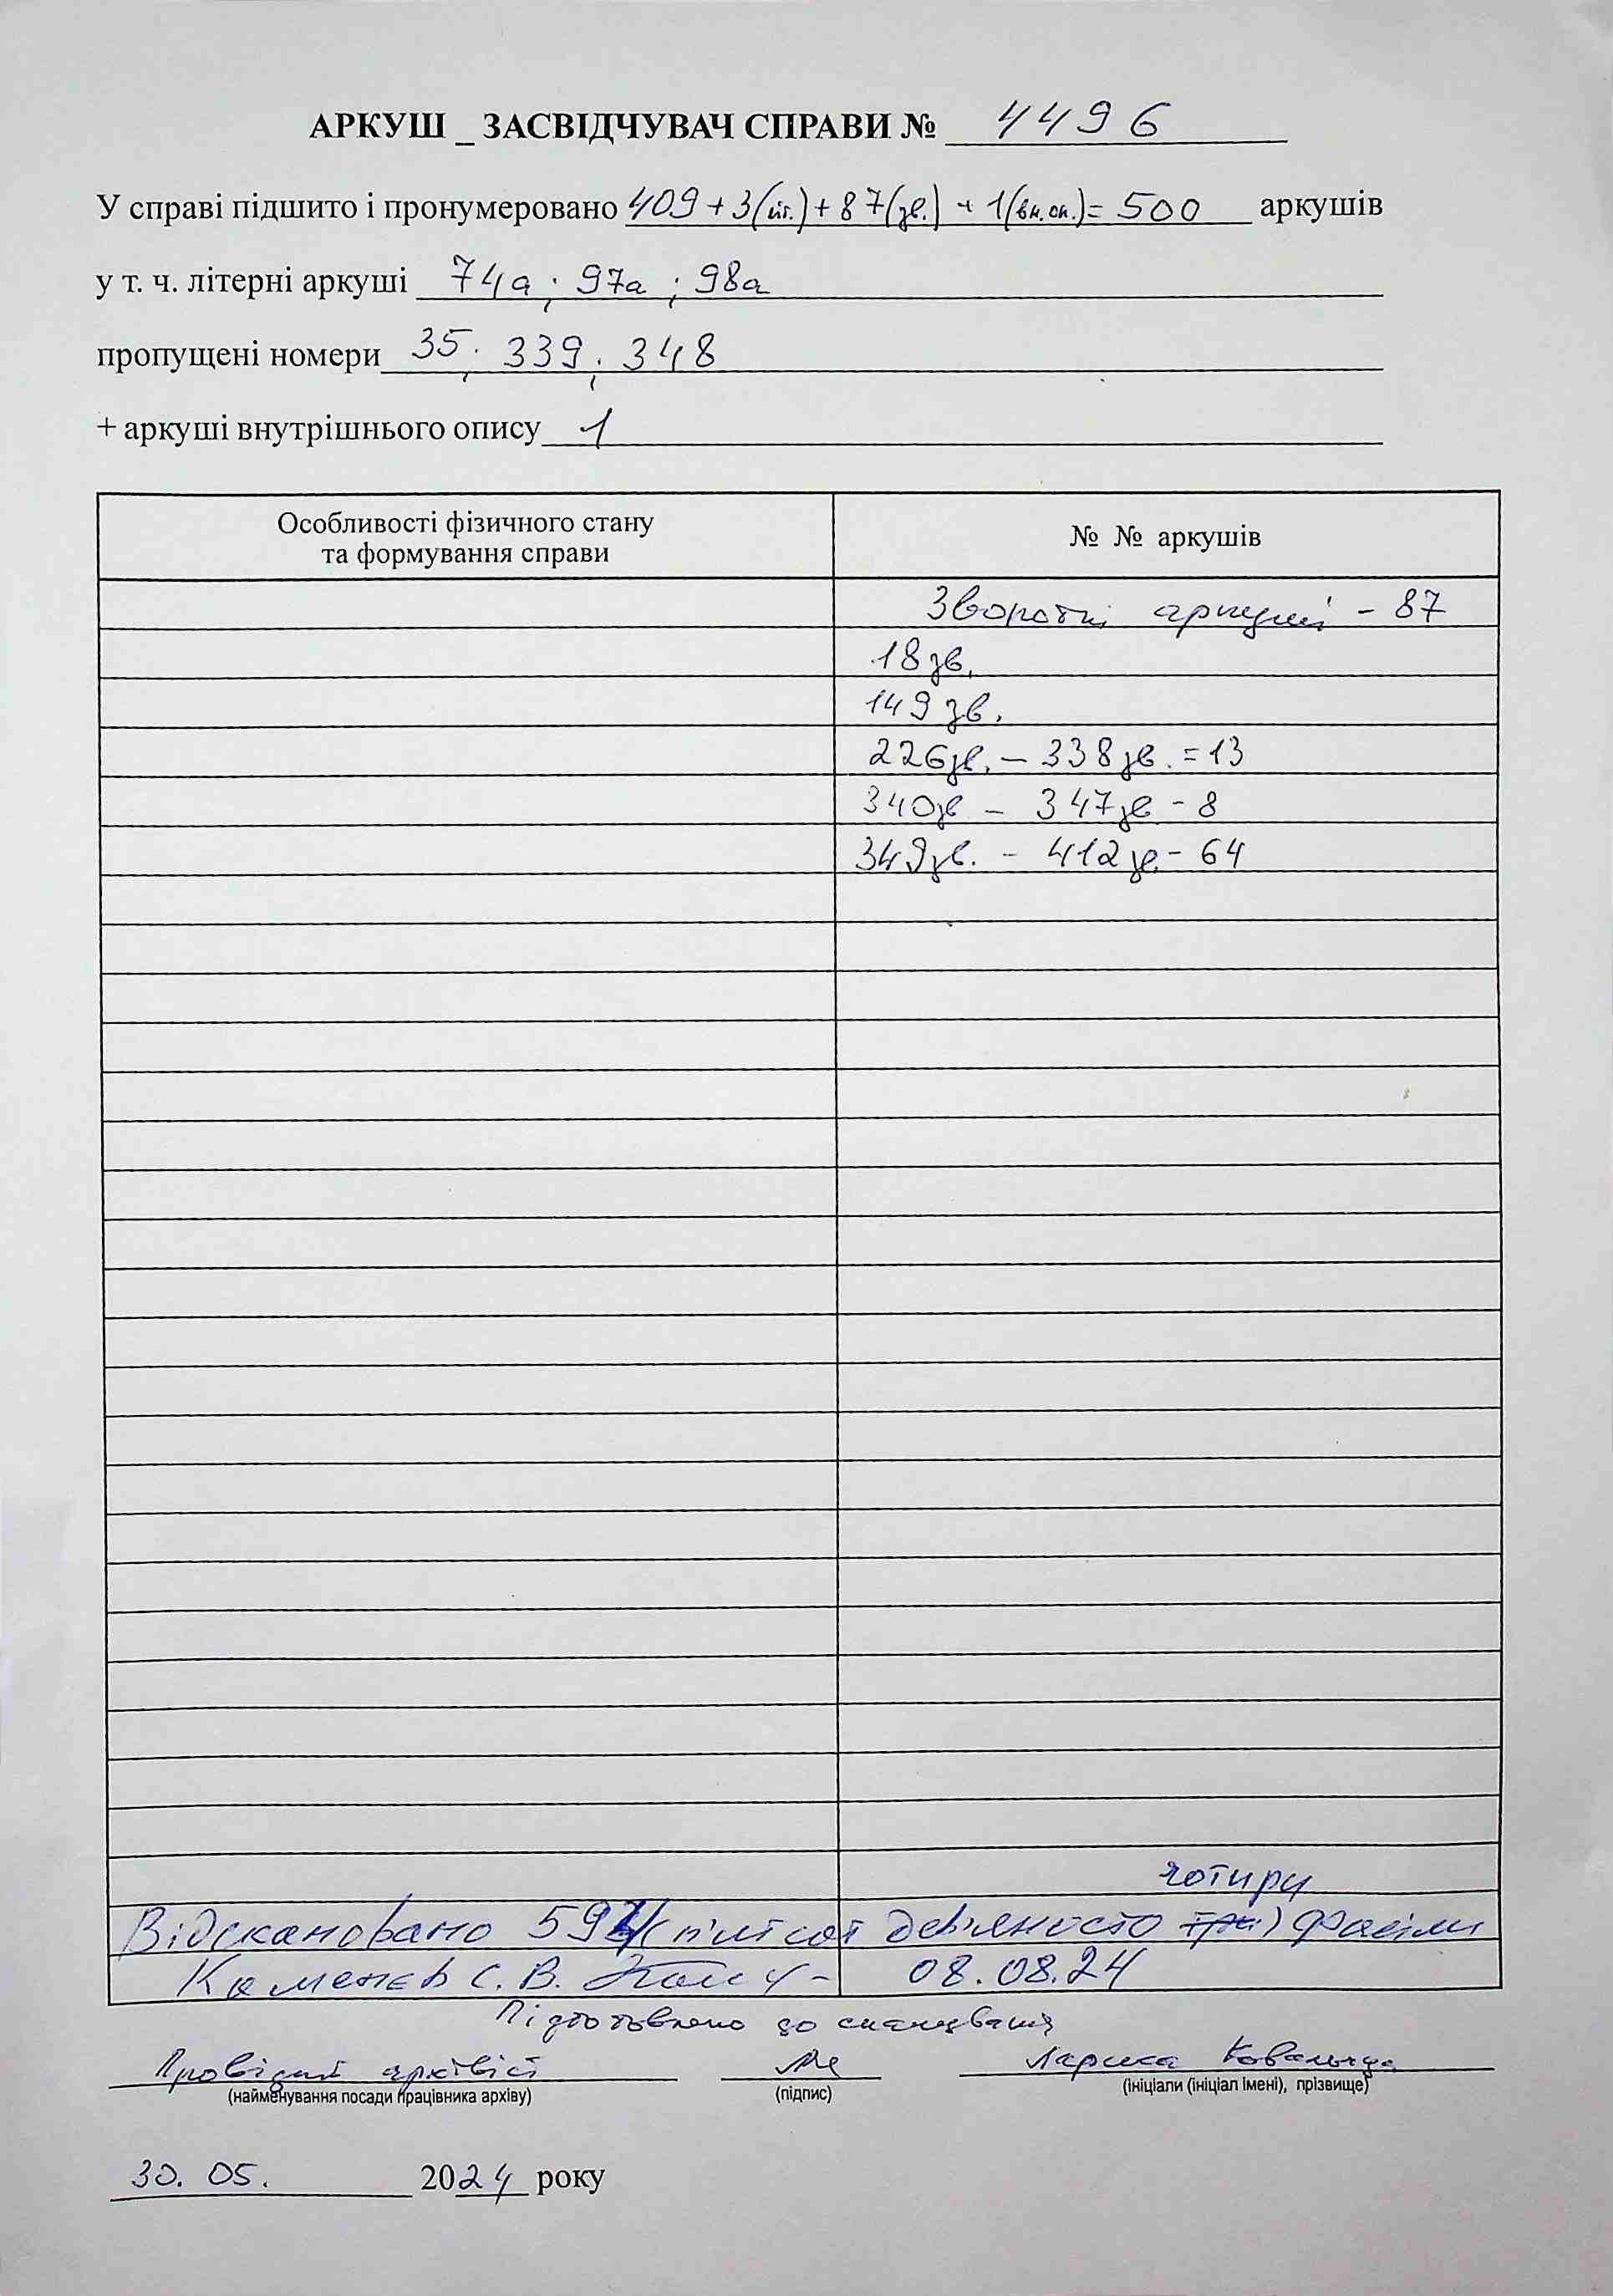 АРКУШ _ ЗАСВІДЧУВАЧ СПРАВИ № 4496
У справі підшито і пронумеровано 409 + 3(літ.) + 87(зв.) + 1(вн.оп.) = 500 аркушів
у т. ч. літерні аркуші 74а; 97а; 98а
пропущені номери 35; 339; 348
+ аркуші внутрішнього опису 1
Особливості фізичного стану
та формування справи
№ № аркушів
Зворотні аркуші - 87
18 зв.
149 зв.
226 зв. – 338 зв. = 13
340 зв – 347 зв - 8
349 зв. - 412 зв - 64
чотири
Відскановано 594 (п'ятсот дев'яносто три) файли
Каменєв С. В. 08.08.24
Підготовлено до сканування
Провідний архівіст Лариса Ковальчук
(найменування посади працівника архіву) (підпис) (ініціали (ініціал імені), прізвище)
30. 05. 2024 року